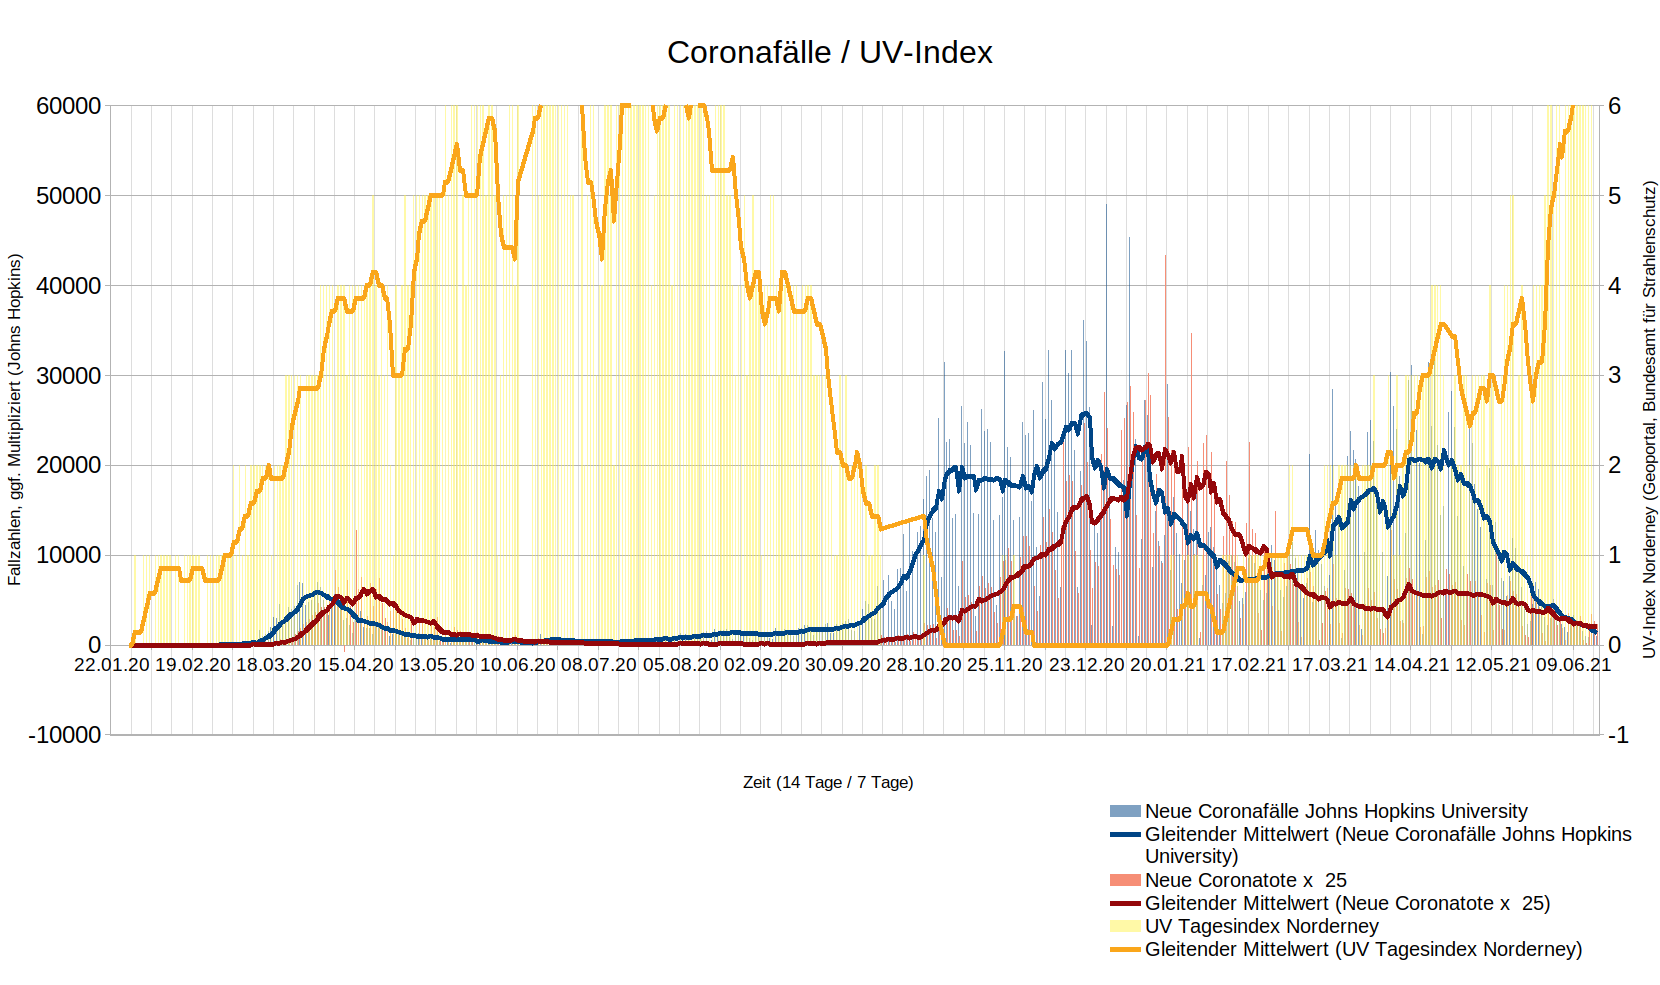 Coronafälle / UV-Index
60000
50000
40000
30000
20000
10000
0
-10000
Fallzahlen, ggf. Multipliziert (Johns Hopkins)
6
5
4
3
2
1
0
-1
UV-Index Norderney (Geoportal, Bundesamt für Strahlenschutz)
22.01.20 19.02.20 18.03.20 15.04.20 13.05.20 10.06.20 08.07.20 05.08.20 02.09.20 30.09.20 28.10.20 25.11.20 23.12.20 20.01.21 17.02.21 17.03.21 14.04.21 12.05.21 09.06.21
Zeit (14 Tage / 7 Tage)
Neue Coronafälle Johns Hopkins University
Gleitender Mittelwert (Neue Coronafälle Johns Hopkins
University)
Neue Coronatote x  25
Gleitender Mittelwert (Neue Coronatote x  25)
UV Tagesindex Norderney
Gleitender Mittelwert (UV Tagesindex Norderney)